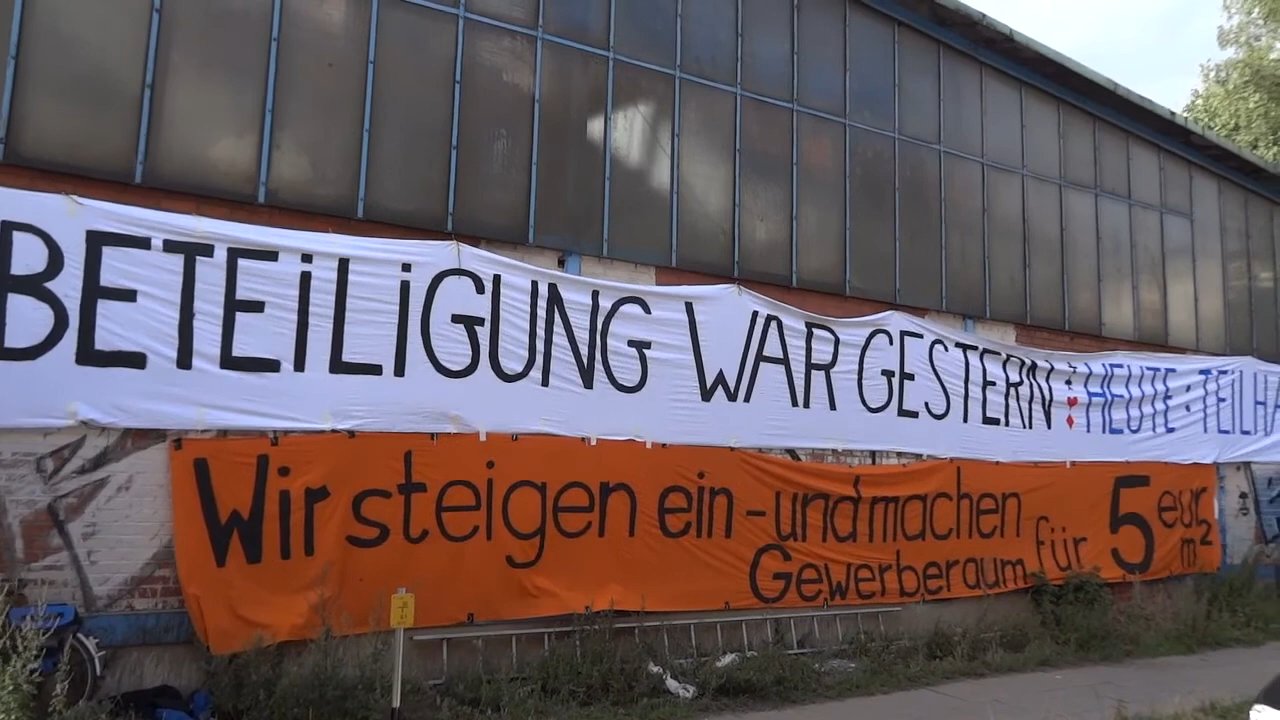 BETEiLiGUNG WAR GESTERN HEUTE: TEILHA
Wir steigen ein - und machen
Gewerberaum für 5 eur
m²